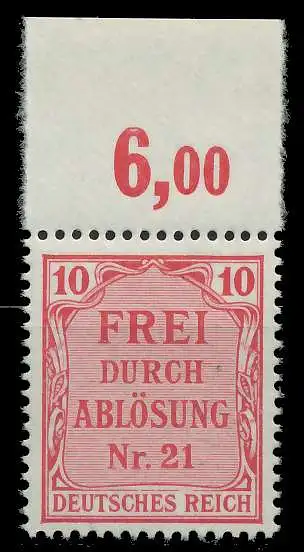 6,00
10 10
FREI
DURCH
ABLÖSUNG
Nr. 21
DEUTSCHES REICH